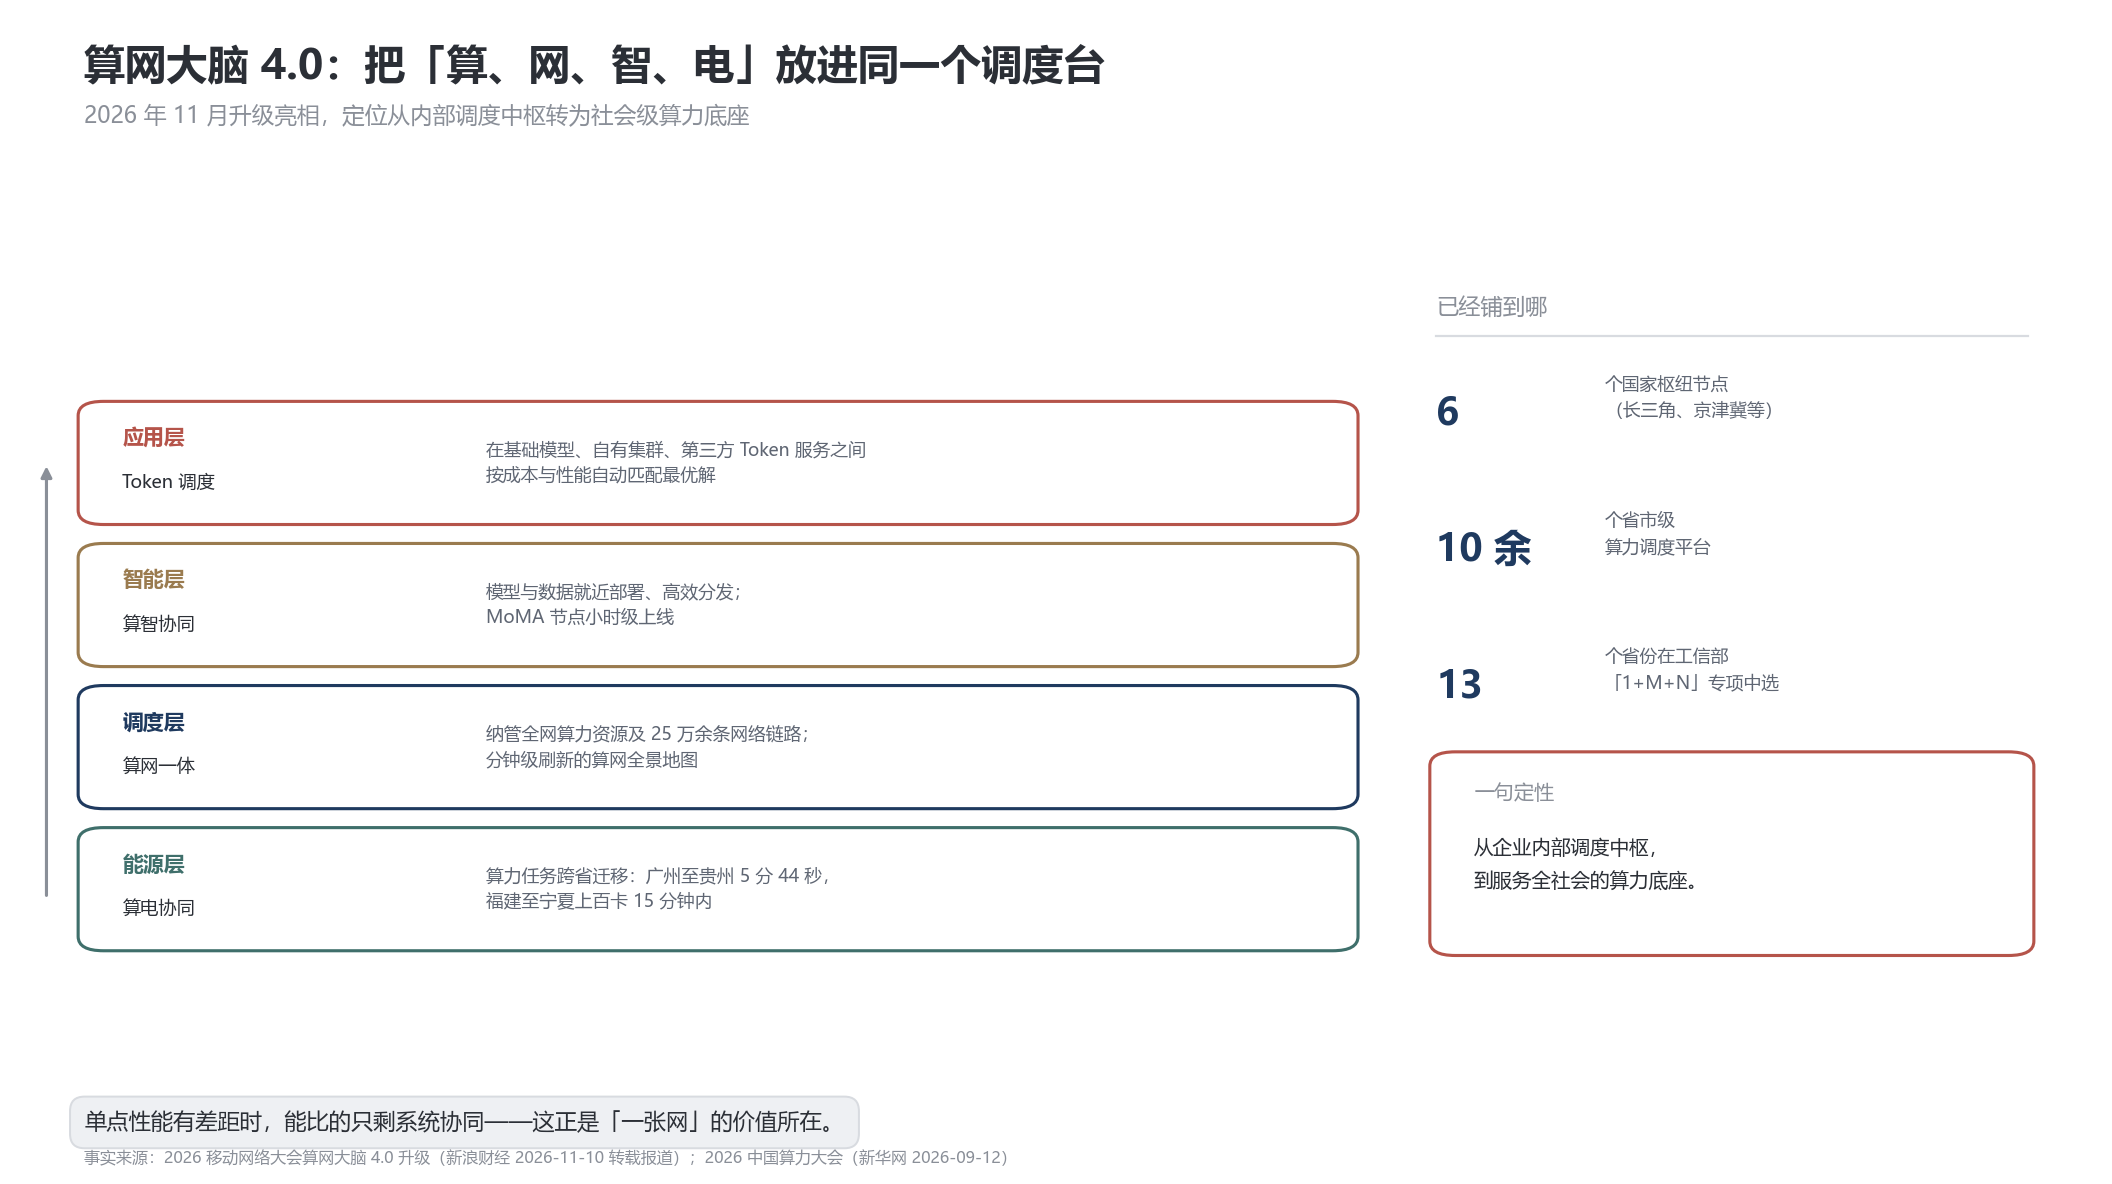 算网大脑 4.0：把「算、网、智、电」放进同一个调度台
2026 年 11 月升级亮相，定位从内部调度中枢转为社会级算力底座
应用层
Token 调度
在基础模型、自有集群、第三方 Token 服务之间
按成本与性能自动匹配最优解
智能层
算智协同
模型与数据就近部署、高效分发；
MoMA 节点小时级上线
调度层
算网一体
纳管全网算力资源及 25 万余条网络链路；
分钟级刷新的算网全景地图
能源层
算电协同
算力任务跨省迁移：广州至贵州 5 分 44 秒，
福建至宁夏上百卡 15 分钟内
已经铺到哪
6
个国家枢纽节点
（长三角、京津冀等）
10 余
个省市级
算力调度平台
13
个省份在工信部
「1+M+N」专项中选
一句定性
从企业内部调度中枢，
到服务全社会的算力底座。
单点性能有差距时，能比的只剩系统协同——这正是「一张网」的价值所在。
事实来源：2026 移动网络大会算网大脑 4.0 升级（新浪财经 2026-11-10 转载报道）；2026 中国算力大会（新华网 2026-09-12）